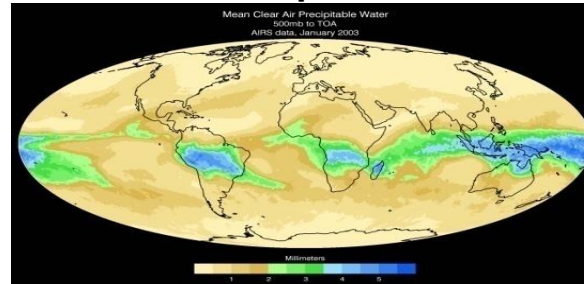 Mean Clear Air Precipitable Water
500mb to TOA
AIRS data, January 2003
Millimeters
1 2 3 4 5